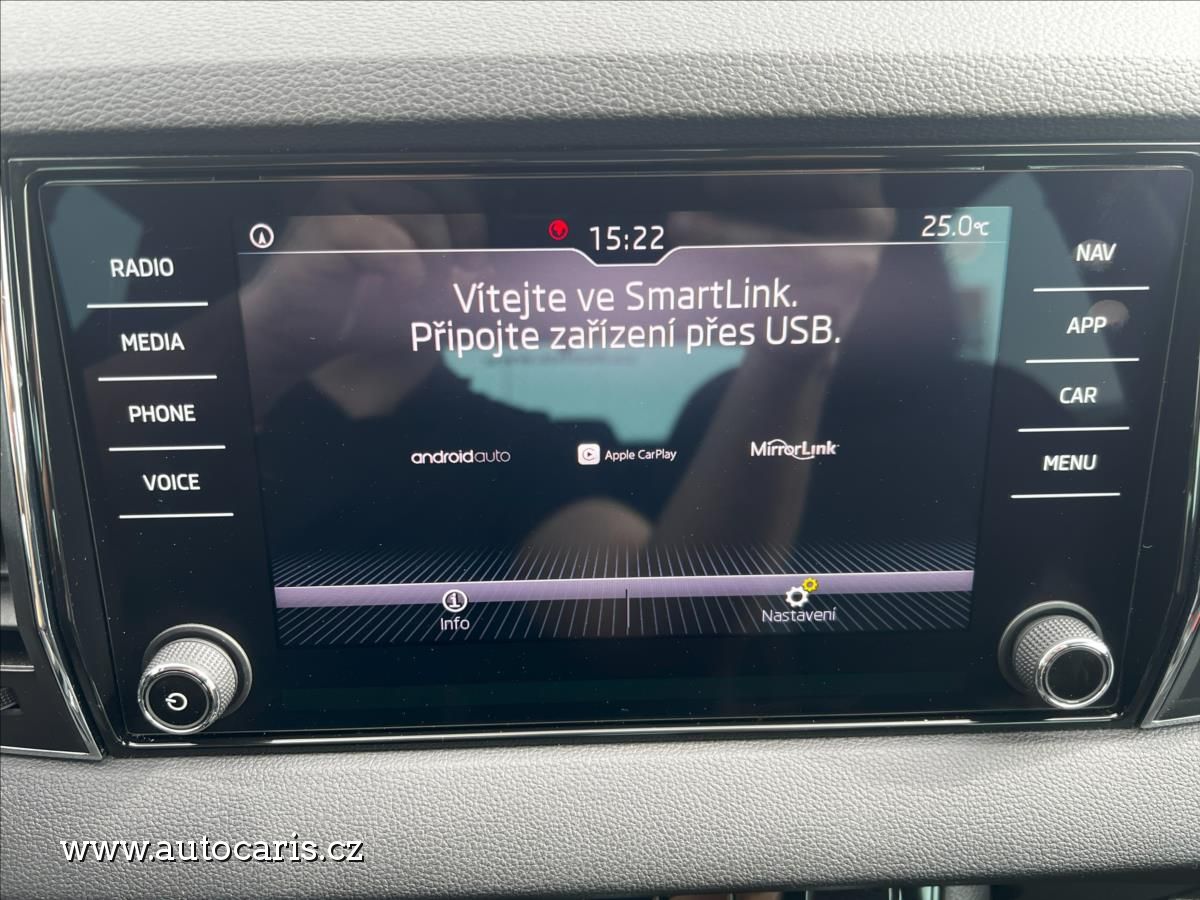 15:22
25.0°C
RADIO
MEDIA
PHONE
VOICE
Vítejte ve SmartLink.
Připojte zařízení přes USB.
androidauto
Apple CarPlay
MirrorLink
Info
Nastavení
NAV
APP
CAR
MENU
www.autocaris.cz